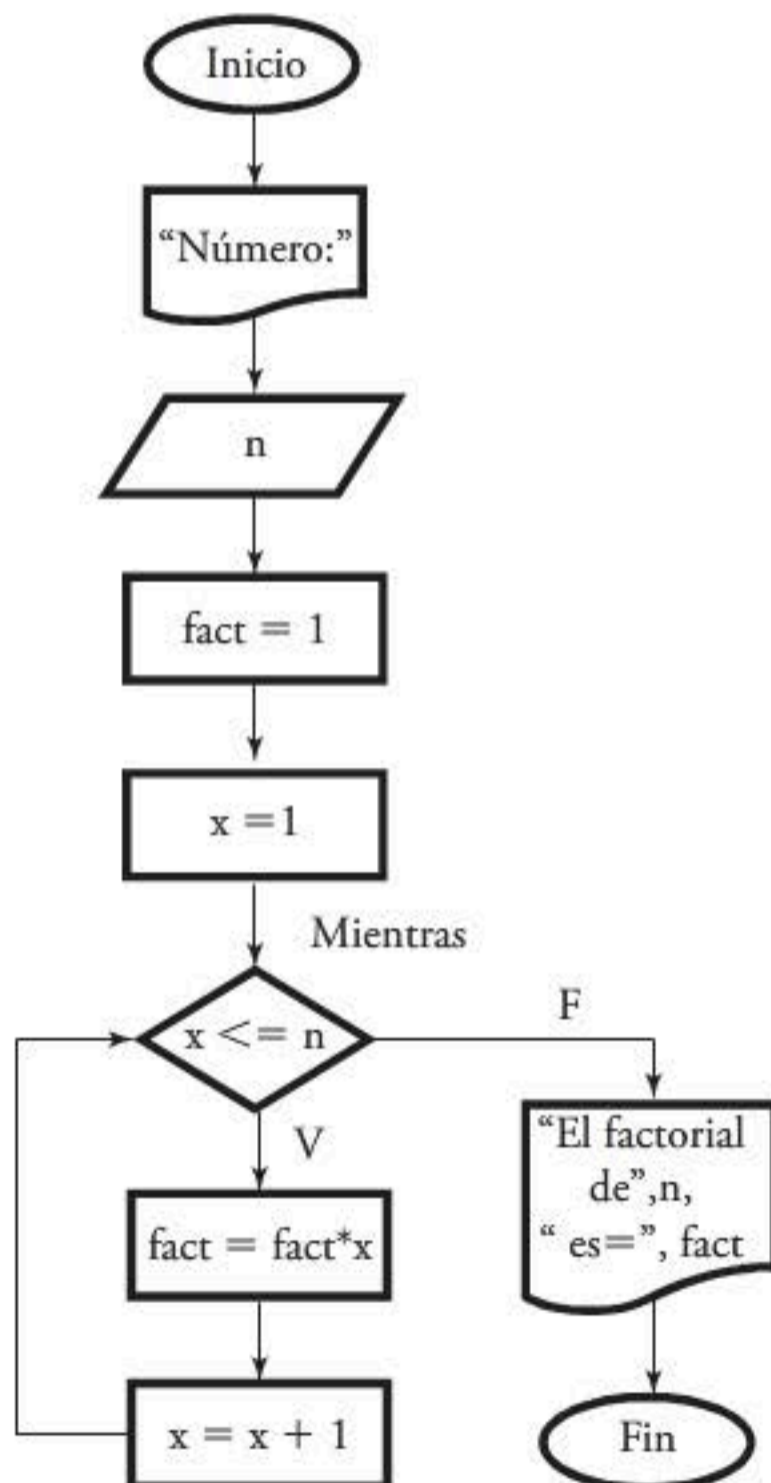 Inicio
“Número:”
n
fact = 1
x =1
Mientras
x <= n
F
V
“El factorial
de”,n,
“ es=”, fact
fact = fact*x
x = x + 1
Fin